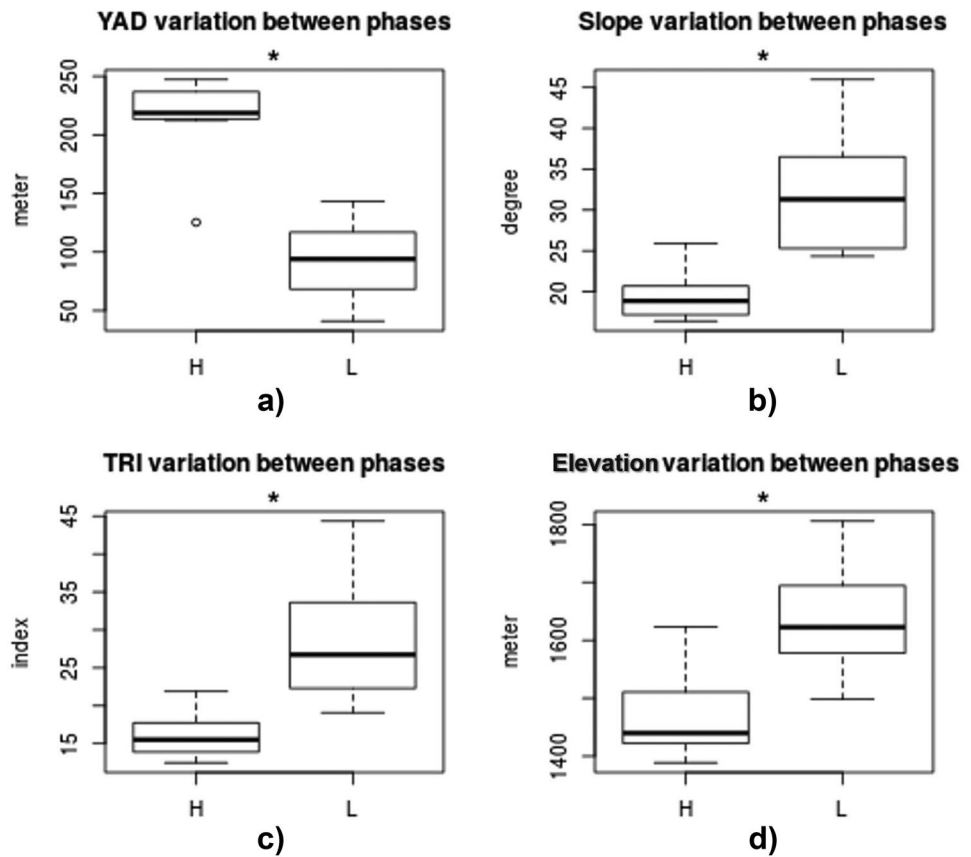 YAD variation between phases
*
250
200
150
100
50
meter
H L
a)
Slope variation between phases
*
45
40
35
30
25
20
degree
H L
b)
TRI variation between phases
*
45
35
25
15
index
H L
c)
Elevation variation between phases
*
1800
1600
1400
meter
H L
d)